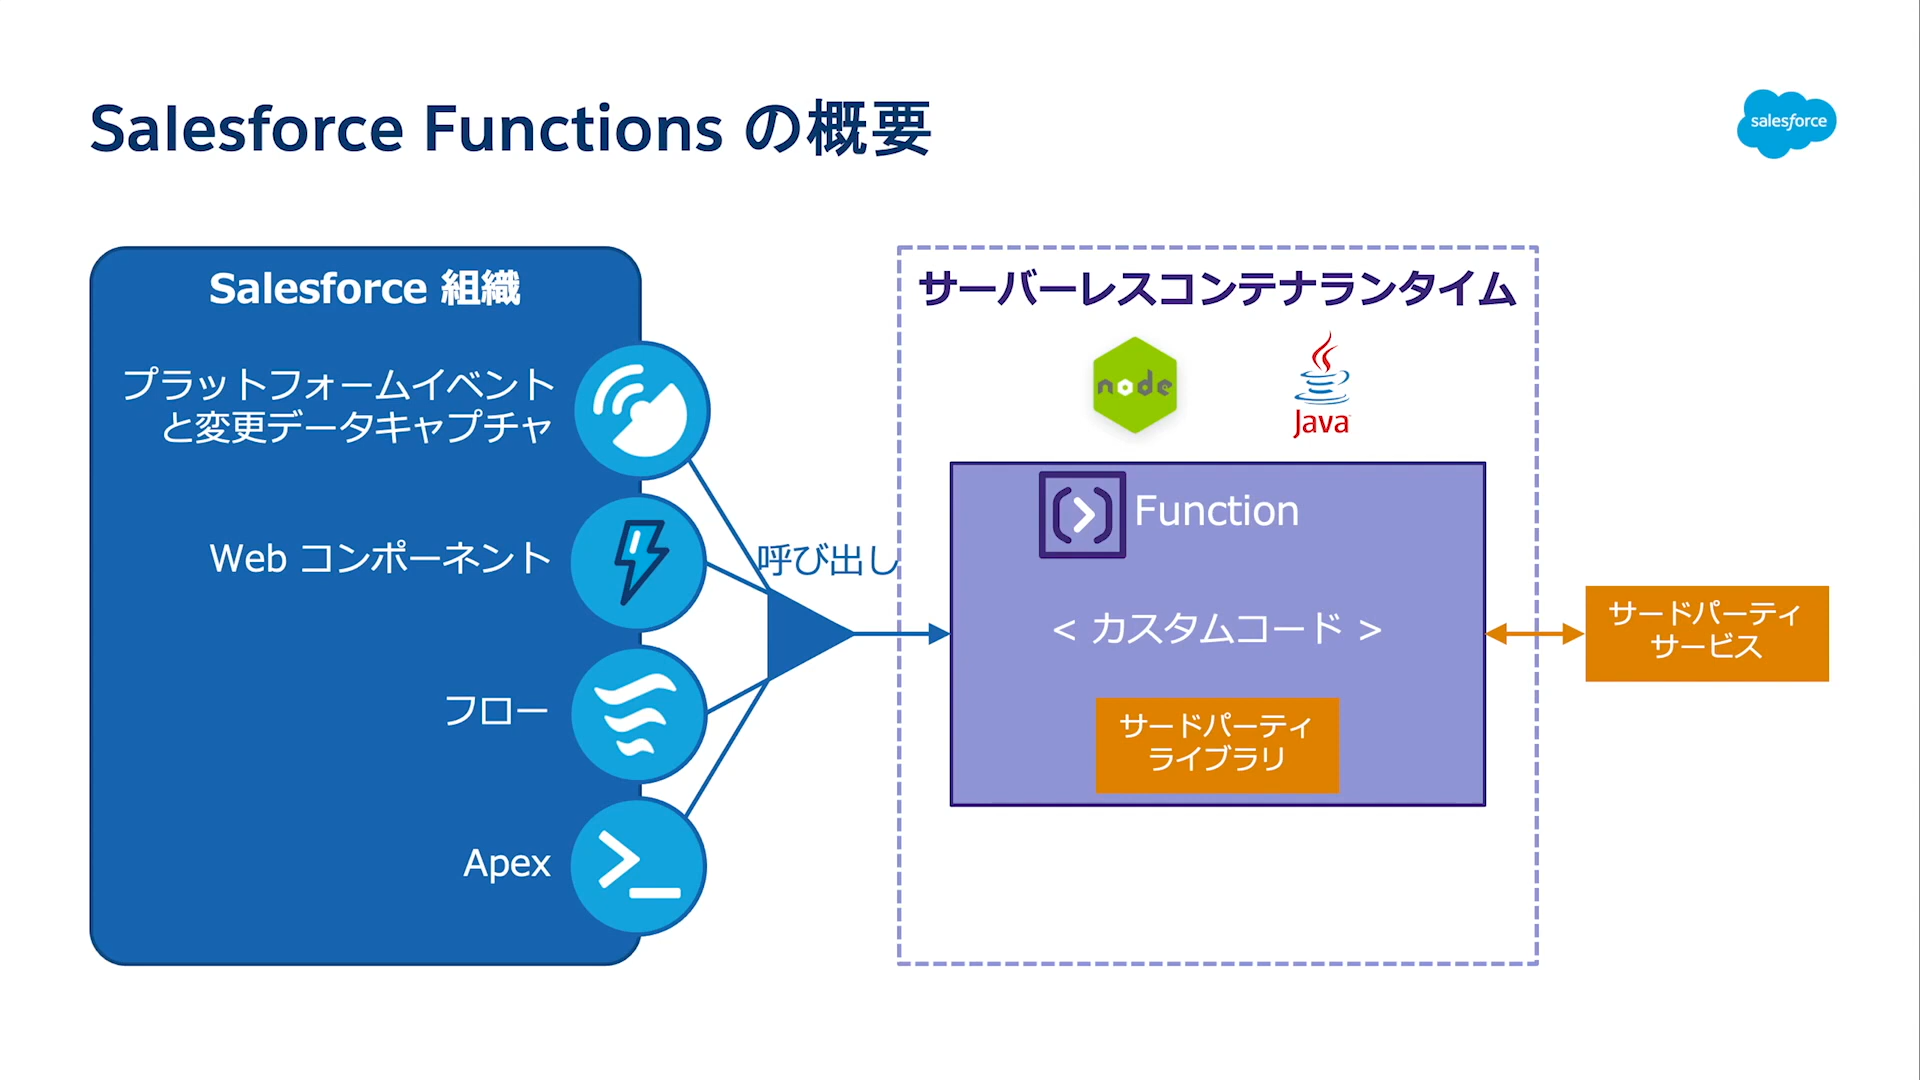 Salesforce Functions の概要
salesforce
Salesforce 組織
プラットフォームイベント
と変更データキャプチャ
Web コンポーネント
フロー
Apex
呼び出し
サーバーレスコンテナランタイム
node
Java
Function
< カスタムコード >
サードパーティ
ライブラリ
サードパーティ
サービス